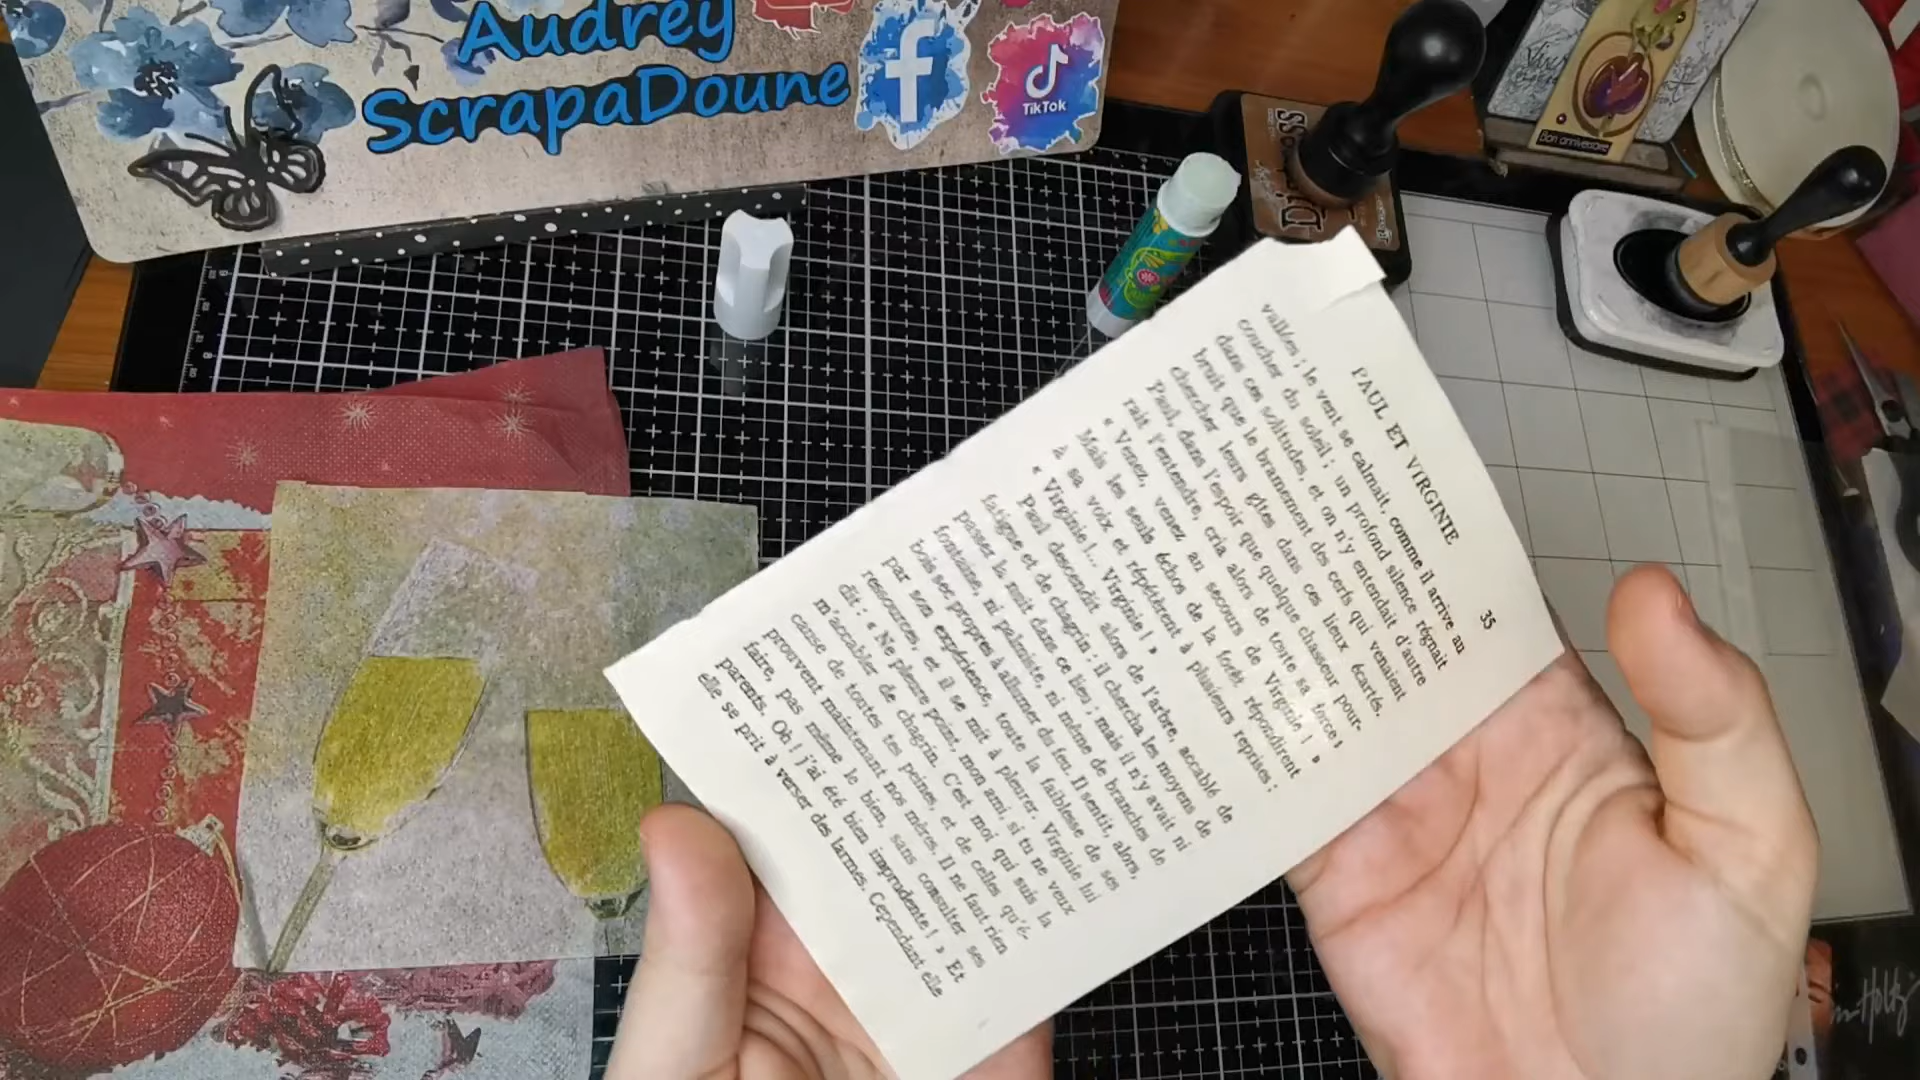 Audrey
ScrapaDoune
TikTok
Distress
Bon anniversaire
PAUL ET VIRGINIE
35
vallées ; le vent se calmait, comme il arrive au
coucher du soleil ; un profond silence régnait
dans ces solitudes, et on n'y entendait d'autre
bruit que le bramement des cerfs qui venaient
chercher leurs gîtes dans ces lieux écartés.
Paul, dans l'espoir que quelque chasseur pour-
rait l'entendre, cria alors de toute sa force :
« Venez, venez au secours de Virginie ! »
Mais les seuls échos de la forêt répondirent
à sa voix et répétèrent à plusieurs reprises :
« Virginie !... Virginie ! »
Paul descendit alors de l'arbre, accablé de
fatigue et de chagrin ; il chercha les moyens de
passer la nuit dans ce lieu ; mais il n'y avait ni
fontaine, ni palmiste, ni même de branches de
bois sec propres à allumer du feu. Il sentit, alors,
par son expérience, toute la faiblesse de ses
ressources, et il se mit à pleurer. Virginie lui
dit : « Ne pleure point, mon ami, si tu ne veux
m'accabler de chagrin. C'est moi qui suis la
cause de toutes tes peines, et de celles qu'é-
prouvent maintenant nos mères. Il ne faut rien
faire, pas même le bien, sans consulter ses
parents. Oh ! j'ai été bien imprudente ! » Et
elle se prit à verser des larmes. Cependant elle
Holtz